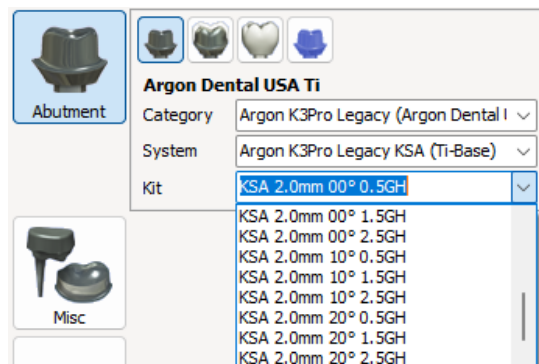 Argon Dental USA Ti
Abutment
Category Argon K3Pro Legacy (Argon Dental
System Argon K3Pro Legacy KSA (Ti-Base)
Kit KSA 2.0mm 00° 0.5GH
KSA 2.0mm 00° 1.5GH
KSA 2.0mm 00° 2.5GH
KSA 2.0mm 10° 0.5GH
KSA 2.0mm 10° 1.5GH
KSA 2.0mm 10° 2.5GH
Misc
KSA 2.0mm 20° 0.5GH
KSA 2.0mm 20° 1.5GH
KSA 2.0mm 20° 2.5GH